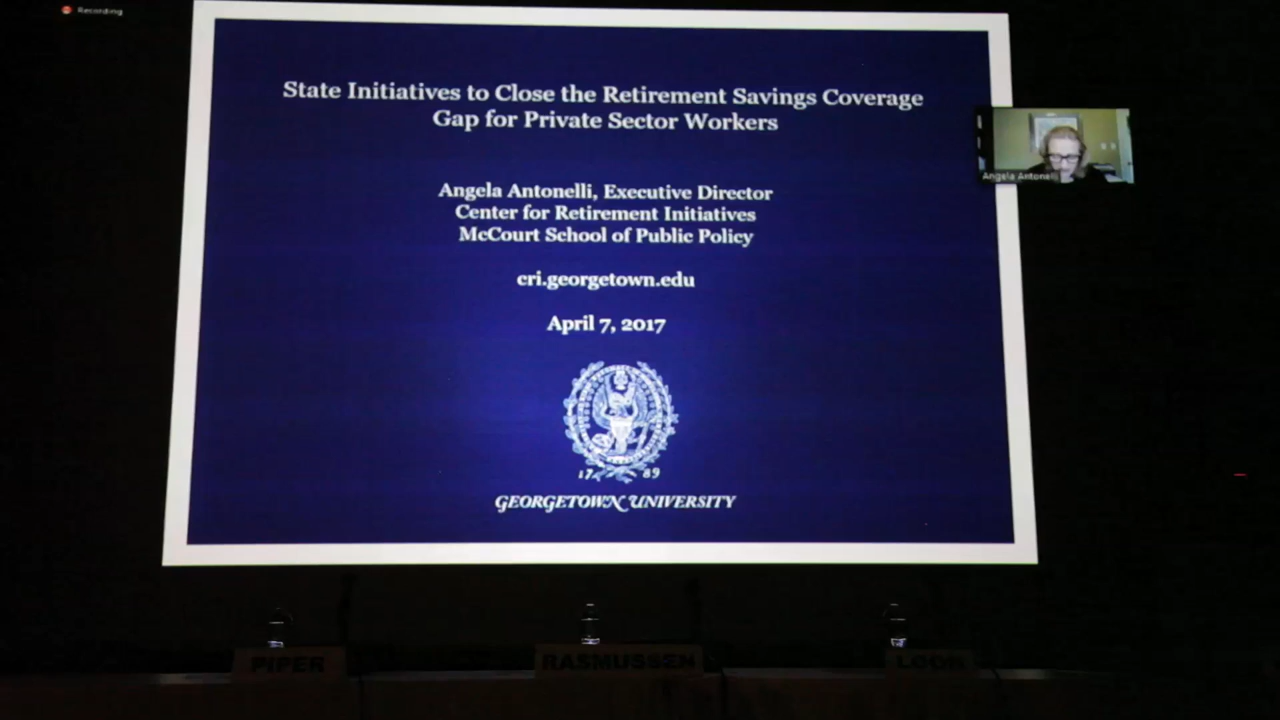 Recording
State Initiatives to Close the Retirement Savings Coverage
Gap for Private Sector Workers
Angela Antonelli, Executive Director
Center for Retirement Initiatives
McCourt School of Public Policy
cri.georgetown.edu
April 7, 2017
17 89
GEORGETOWN UNIVERSITY
Angela Antonelli
PIPER
RASMUSSEN